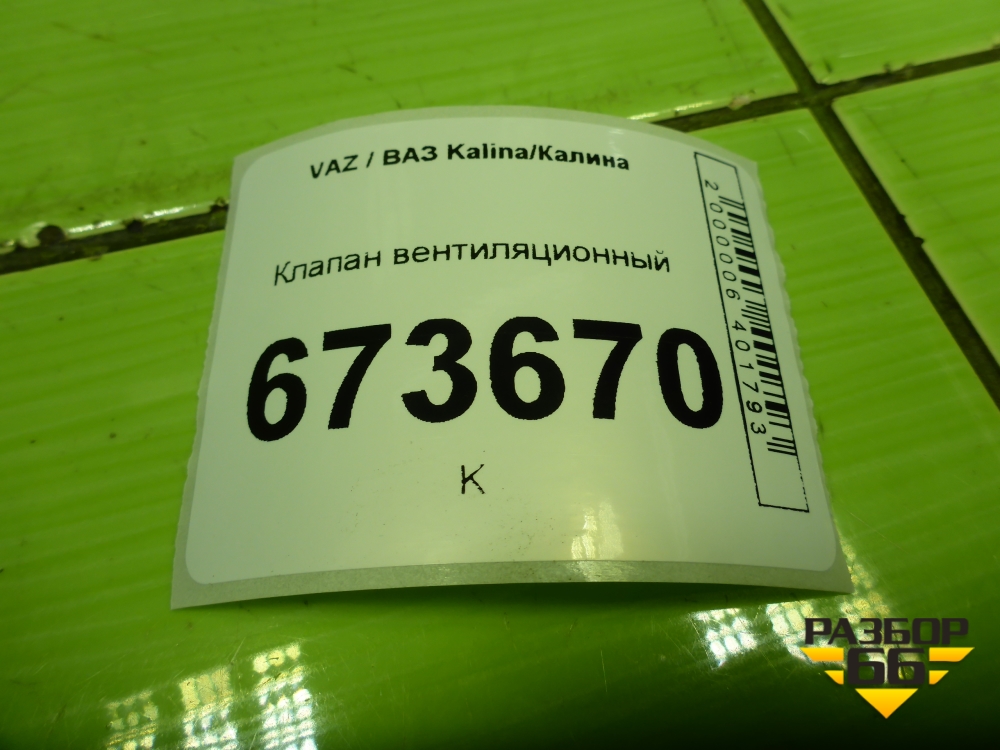 VAZ / ВАЗ Kalina/Калина
Клапан вентиляционный
673670
К
2000006401793
РАЗБОР
66